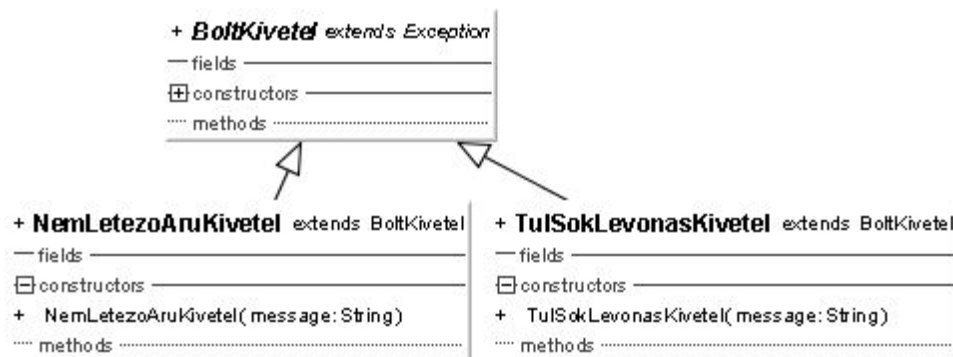 + BoltKivetel extends Exception
fields
constructors
methods
+ NemLetezoAruKivetel extends BoltKivetel
fields
constructors
+ NemLetezoAruKivetel( message:String)
methods
+ TulSokLevonasKivetel extends BoltKivetel
fields
constructors
+ TulSokLevonasKivetel( message:String)
methods